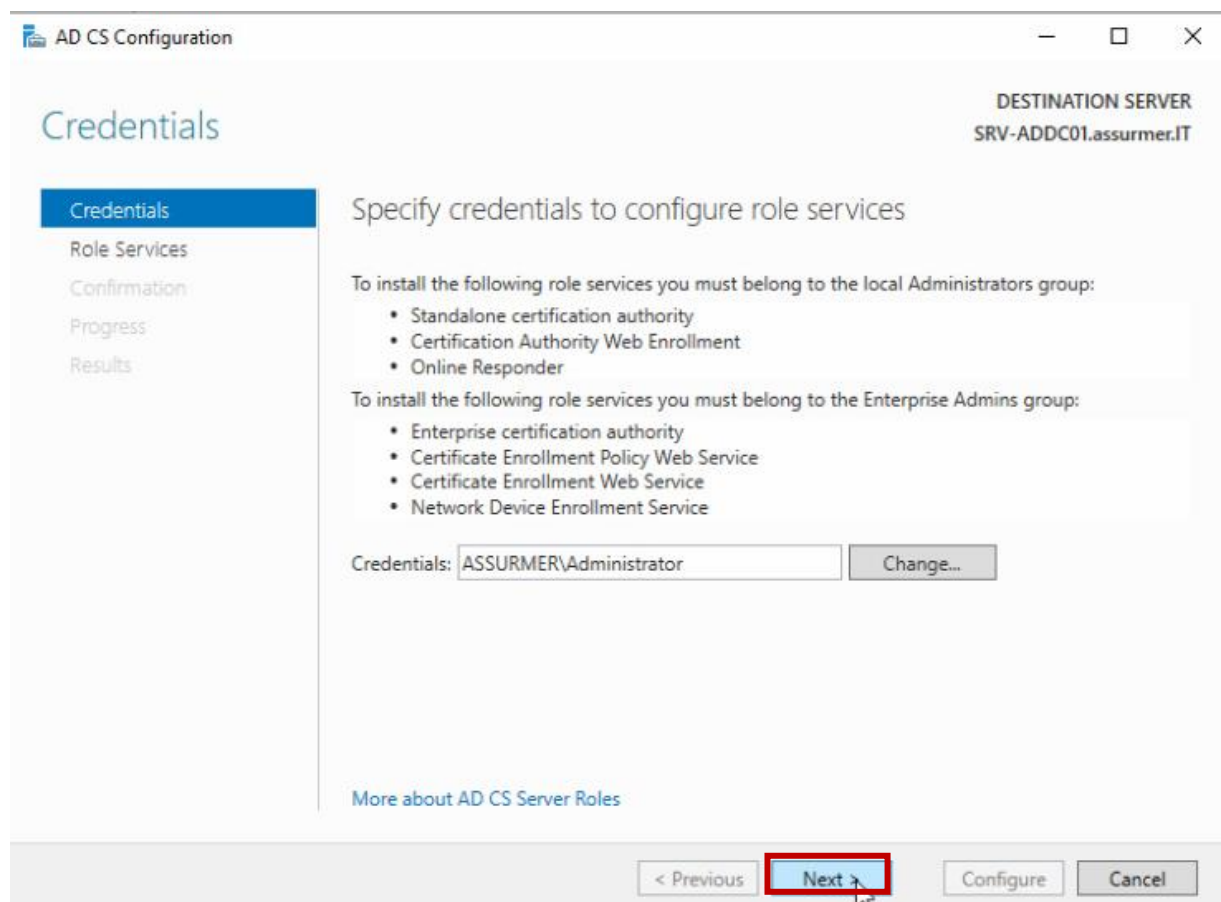 AD CS Configuration
Credentials
DESTINATION SERVER
SRV-ADDC01.assurmer.IT
Credentials
Role Services
Confirmation
Progress
Results
Specify credentials to configure role services
To install the following role services you must belong to the local Administrators group:
• Standalone certification authority
• Certification Authority Web Enrollment
• Online Responder
To install the following role services you must belong to the Enterprise Admins group:
• Enterprise certification authority
• Certificate Enrollment Policy Web Service
• Certificate Enrollment Web Service
• Network Device Enrollment Service
Credentials: ASSURMER\Administrator Change...
More about AD CS Server Roles
< Previous Next > Configure Cancel